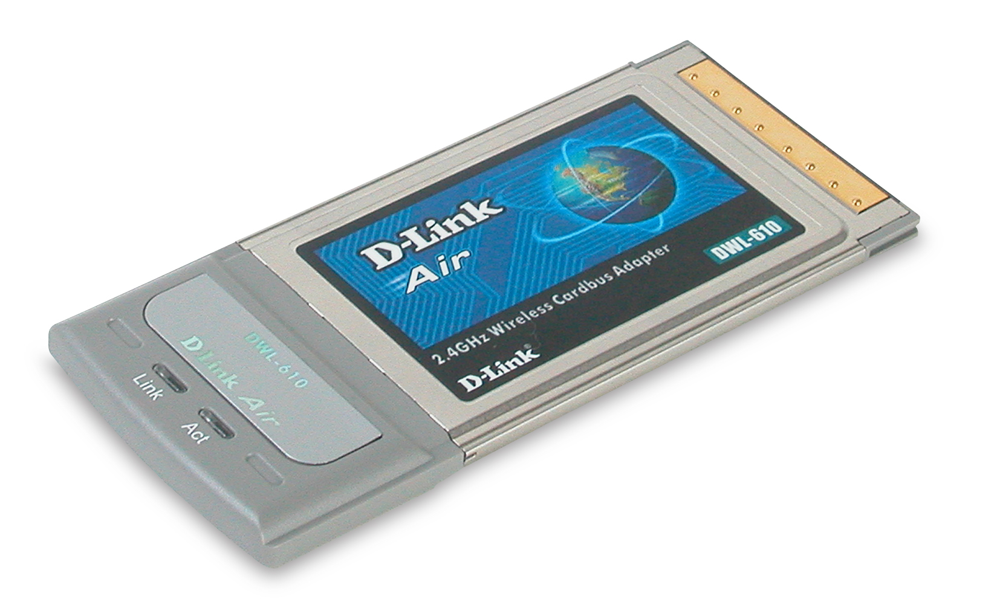 D-Link
Air
DWL-610
2.4GHz Wireless Cardbus Adapter
D-Link®
DWL-610
D-Link Air
Link
Act